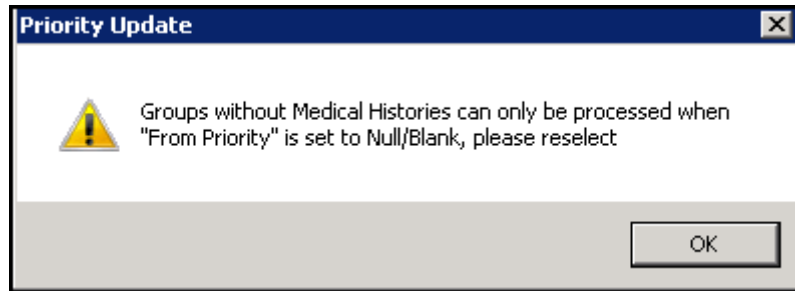 Priority Update
Groups without Medical Histories can only be processed when
"From Priority" is set to Null/Blank, please reselect
OK